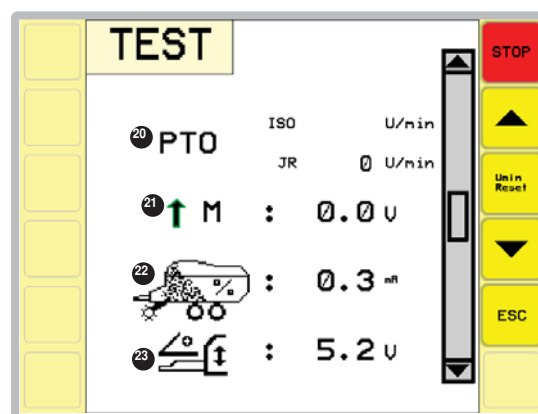 TEST
STOP
20 PTO
ISO U/min
JR 0 U/min
Umin
Reset
21 M : 0.0 V
22 % : 0.3 mA
ESC
23 : 5.2 V